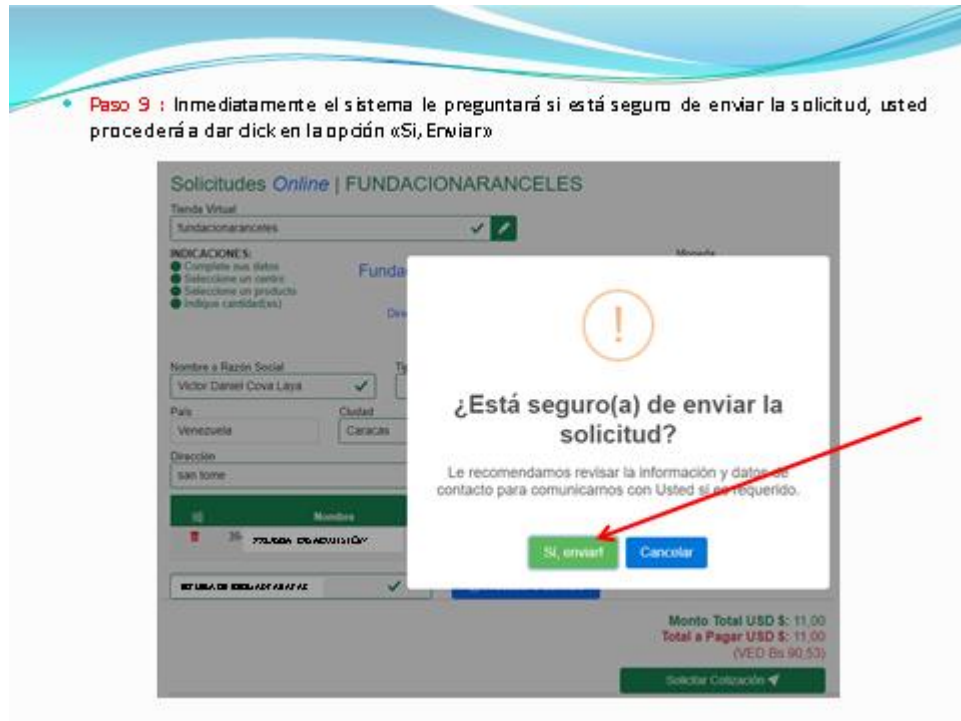 • Paso 9 : Inmediatamente el sistema le preguntará si está seguro de enviar la solicitud, usted
procederá a dar click en la opción «Si, Enviar»
Solicitudes Online | FUNDACIONARANCELES
Tienda Virtual
fundacionaranceles
INDICACIONES:
Moneda
Complete sus datos
Seleccione un centro
Seleccione un producto
Indique cantidad(es)
Funda
Dire
Nombre o Razón Social
Victor Daniel Cova Laya
País
Ciudad
Venezuela
Caracas
Dirección
san tome
Nombre
¿Está seguro(a) de enviar la
solicitud?
Le recomendamos revisar la información y datos de
contacto para comunicarnos con Usted si es requerido.
Sí, enviar!
Cancelar
Monto Total USD $: 11,00
Total a Pagar USD $: 11,00
(VED Bs 90,53)
Solicitar Cotización